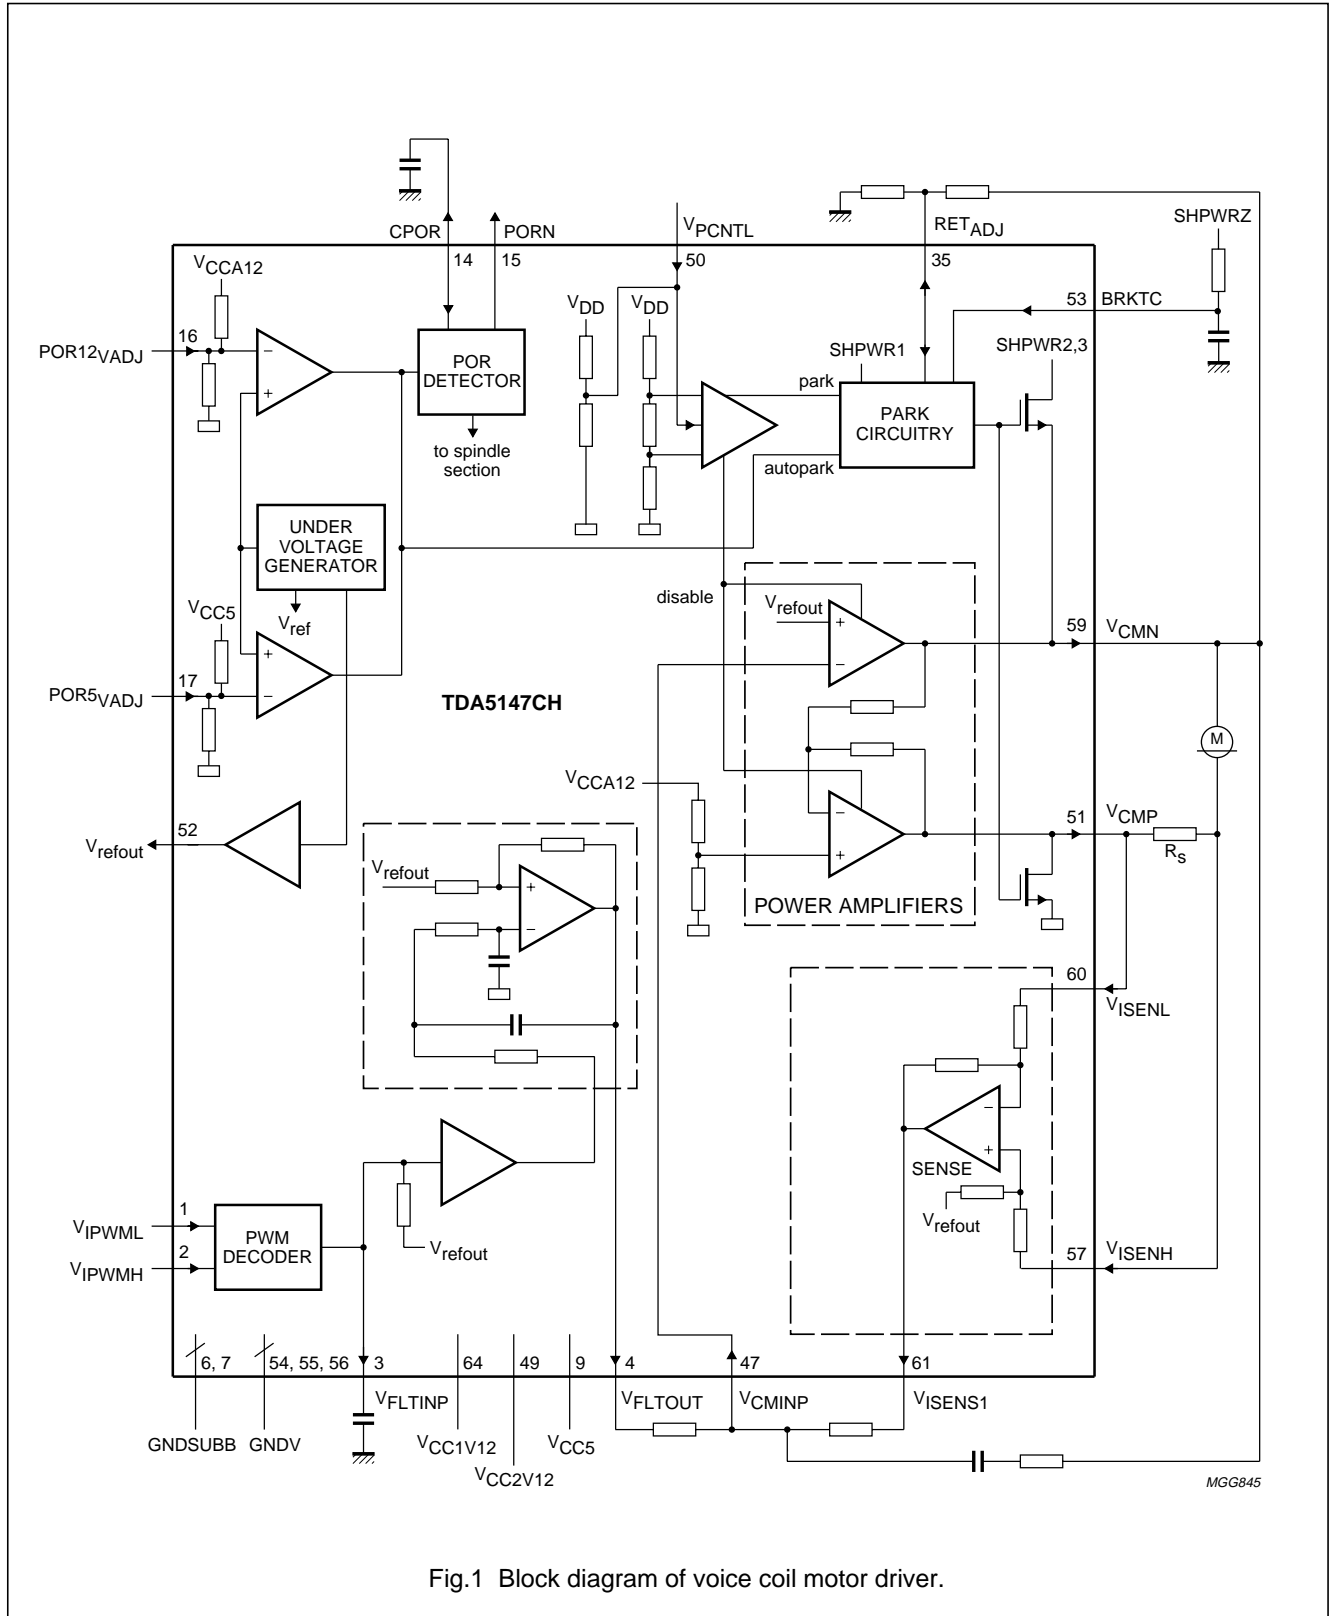 CPOR
PORN
VPCNTL
RETADJ
SHPWRZ
14
15
50
35
53
BRKTC
VCCA12
16
POR12VADJ
−
+
POR
DETECTOR
to spindle
section
VDD
VDD
SHPWR1
park
autopark
PARK
CIRCUITRY
SHPWR2,3
UNDER
VOLTAGE
GENERATOR
Vref
VCC5
17
POR5VADJ
+
−
disable
Vrefout
+
−
59
VCMN
M
TDA5147CH
VCCA12
−
+
51
VCMP
Rs
POWER AMPLIFIERS
52
Vrefout
Vrefout
+
−
60
VISENL
−
+
SENSE
Vrefout
57
VISENH
1
VIPWML
2
VIPWMH
PWM
DECODER
Vrefout
6, 7
54, 55, 56
3
64
49
9
4
47
61
GNDSUBB
GNDV
VFLTINP
VCC1V12
VCC2V12
VCC5
VFLTOUT
VCMINP
VISENS1
MGG845
Fig.1 Block diagram of voice coil motor driver.